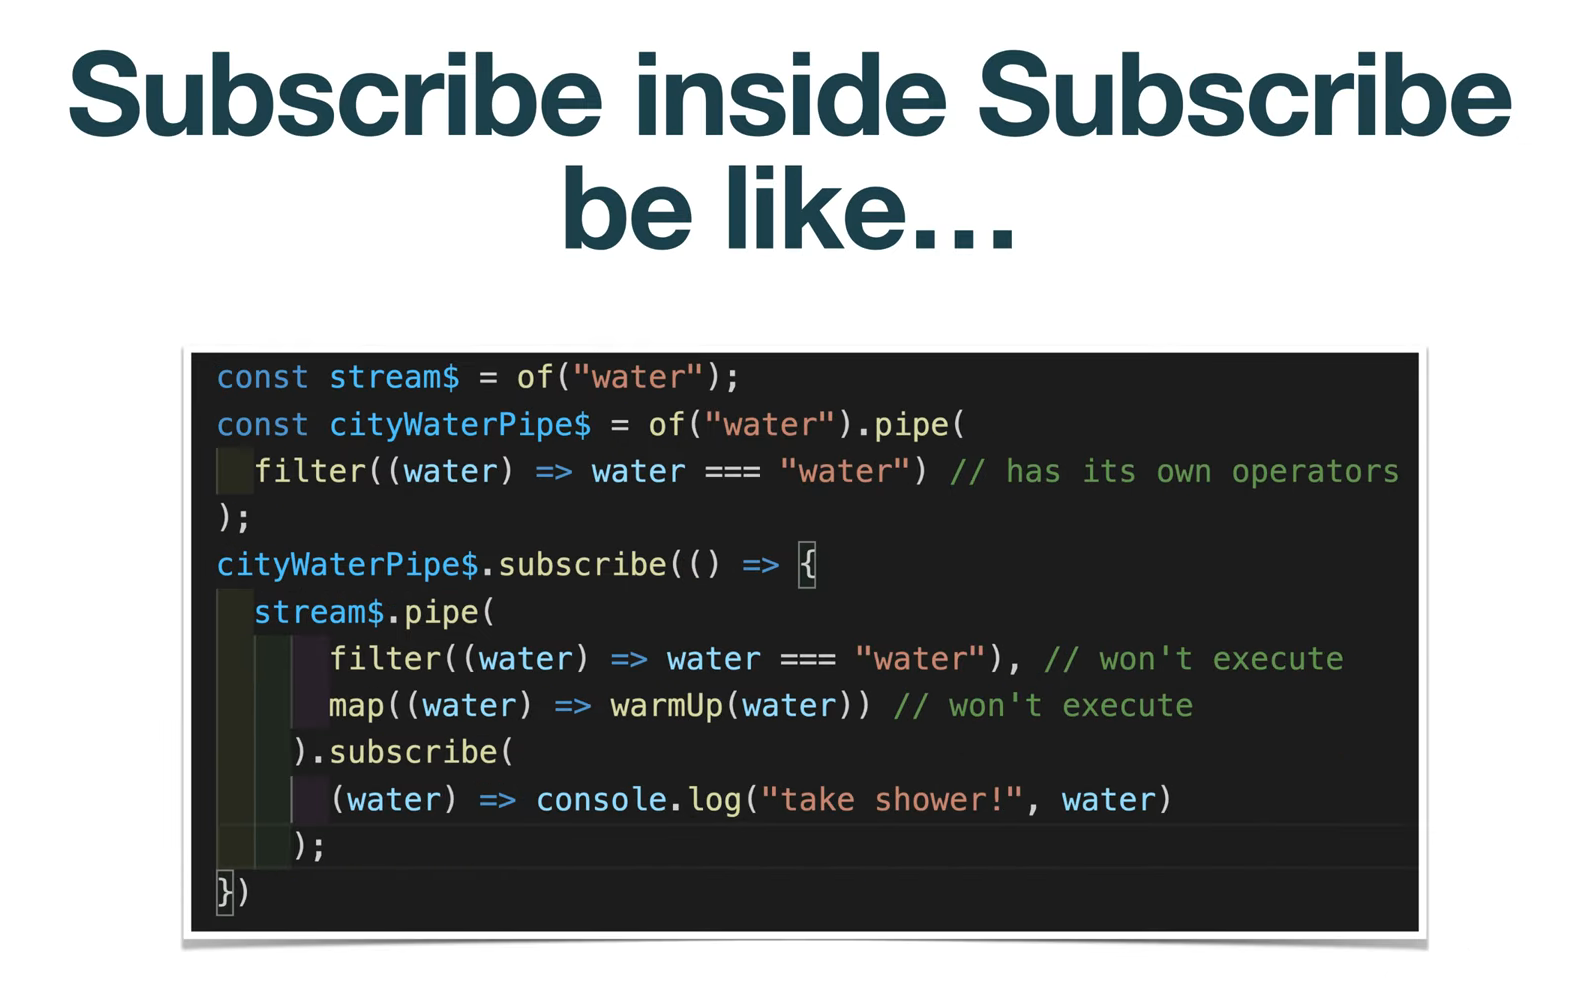 Subscribe inside Subscribe
be like…
const stream$ = of("water");
const cityWaterPipe$ = of("water").pipe(
  filter((water) => water === "water") // has its own operators
);
cityWaterPipe$.subscribe(() => {
  stream$.pipe(
      filter((water) => water === "water"), // won't execute
      map((water) => warmUp(water)) // won't execute
    ).subscribe(
      (water) => console.log("take shower!", water)
    );
})